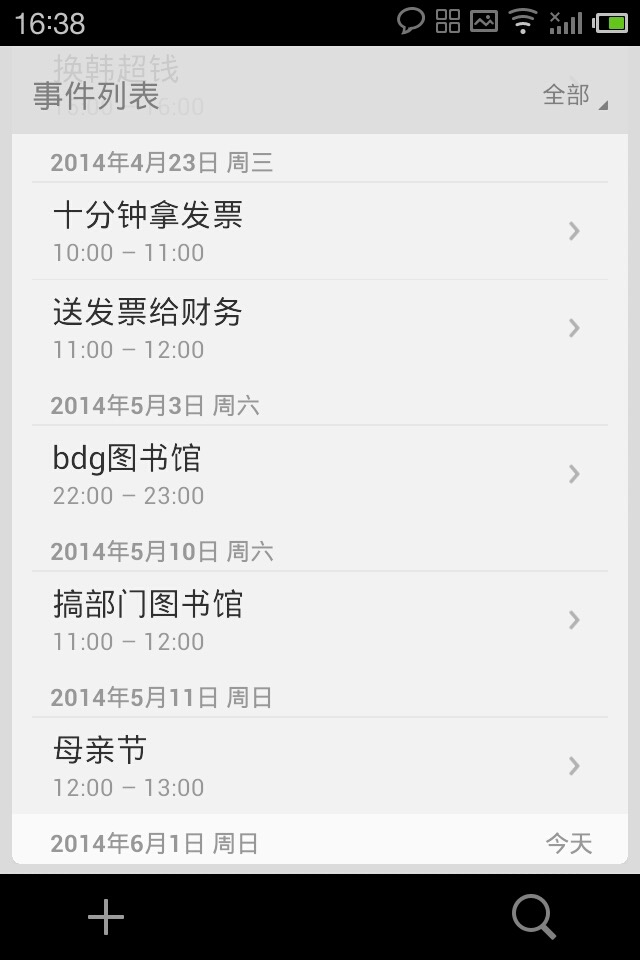 16:38
换韩超钱
事件列表
全部
2014年4月23日 周三
十分钟拿发票
10:00 – 11:00
送发票给财务
11:00 – 12:00
2014年5月3日 周六
bdg图书馆
22:00 – 23:00
2014年5月10日 周六
搞部门图书馆
11:00 – 12:00
2014年5月11日 周日
母亲节
12:00 – 13:00
2014年6月1日 周日
今天